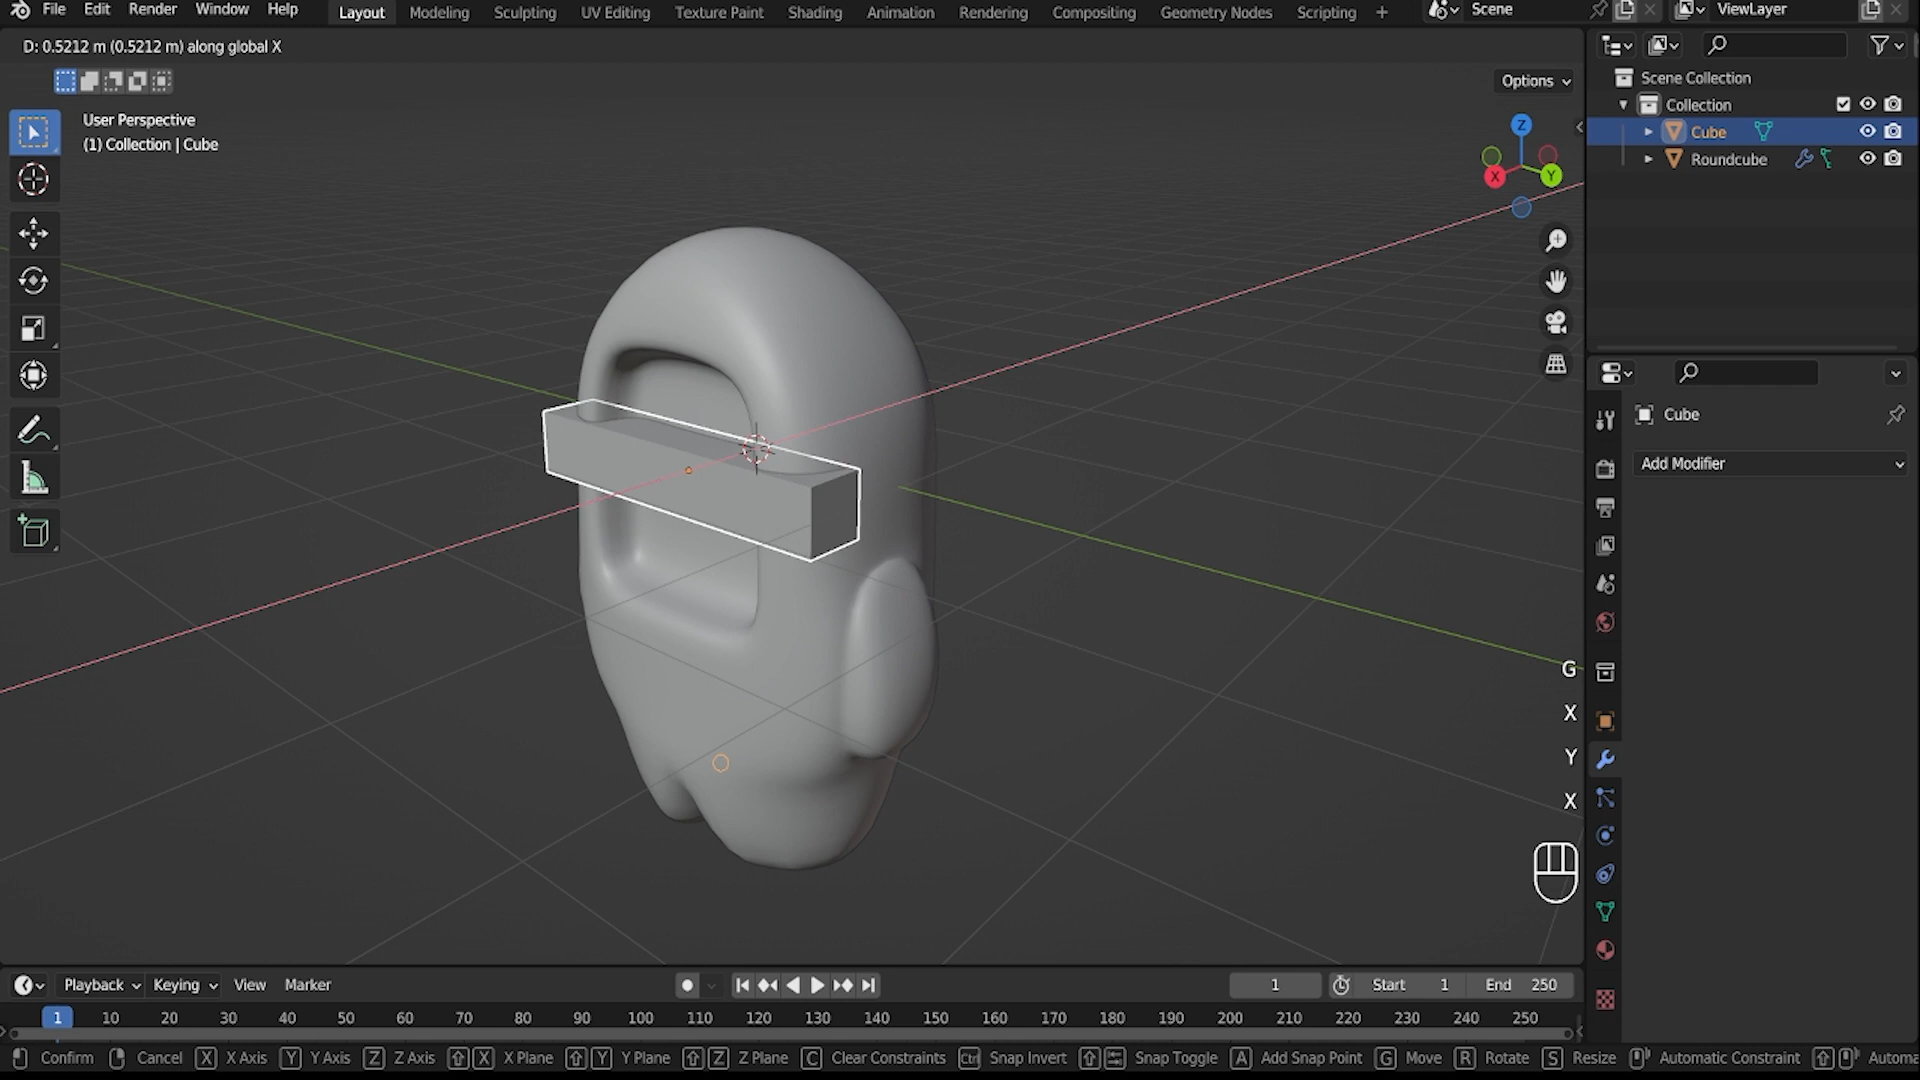 File Edit Render Window Help Layout Modeling Sculpting UV Editing Texture Paint Shading Animation Rendering Compositing Geometry Nodes Scripting + Scene ViewLayer
D: 0.5212 m (0.5212 m) along global X
Options
User Perspective
(1) Collection | Cube
Z
X
Y
Scene Collection
Collection
Cube
Roundcube
Cube
Add Modifier
G
X
Y
X
Playback Keying View Marker 1 Start 1 End 250
1 10 20 30 40 50 60 70 80 90 100 110 120 130 140 150 160 170 180 190 200 210 220 230 240 250
Confirm Cancel X X Axis Y Y Axis Z Z Axis X X Plane Y Y Plane Z Z Plane C Clear Constraints Ctrl Snap Invert Snap Toggle A Add Snap Point G Move R Rotate S Resize Automatic Constraint Automa